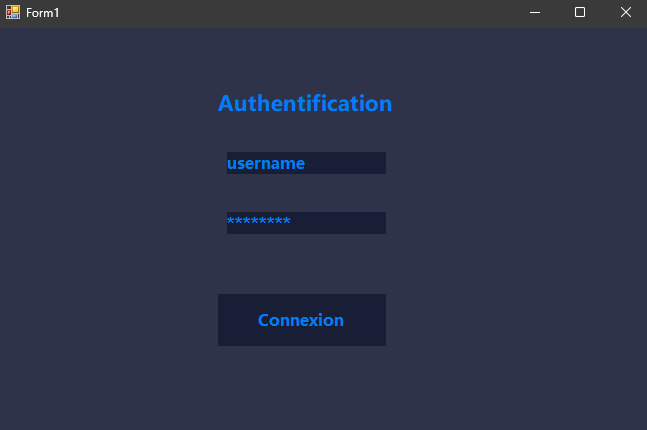 Form1
Authentification
username
********
Connexion